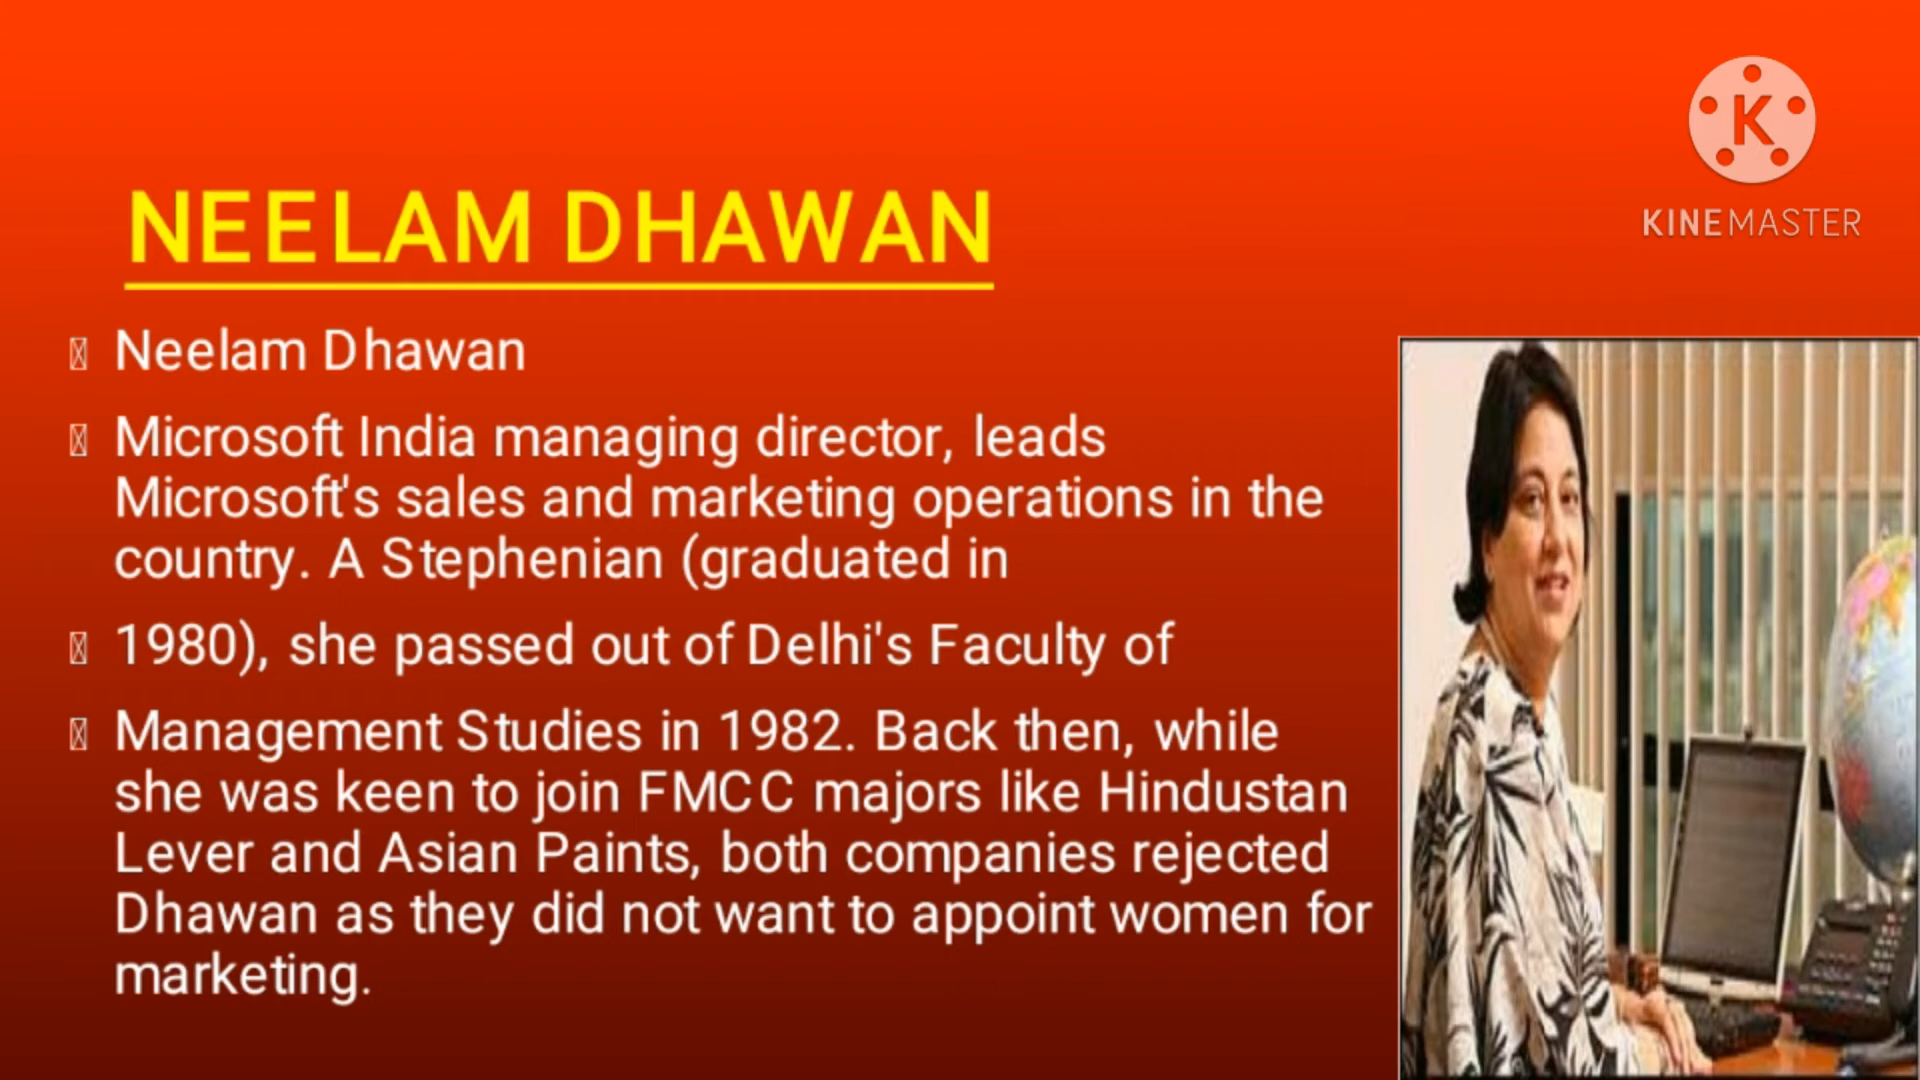 K
KINEMASTER
NEELAM DHAWAN
Neelam Dhawan
Microsoft India managing director, leads
Microsoft's sales and marketing operations in the
country. A Stephenian (graduated in
1980), she passed out of Delhi's Faculty of
Management Studies in 1982. Back then, while
she was keen to join FMCC majors like Hindustan
Lever and Asian Paints, both companies rejected
Dhawan as they did not want to appoint women for
marketing.